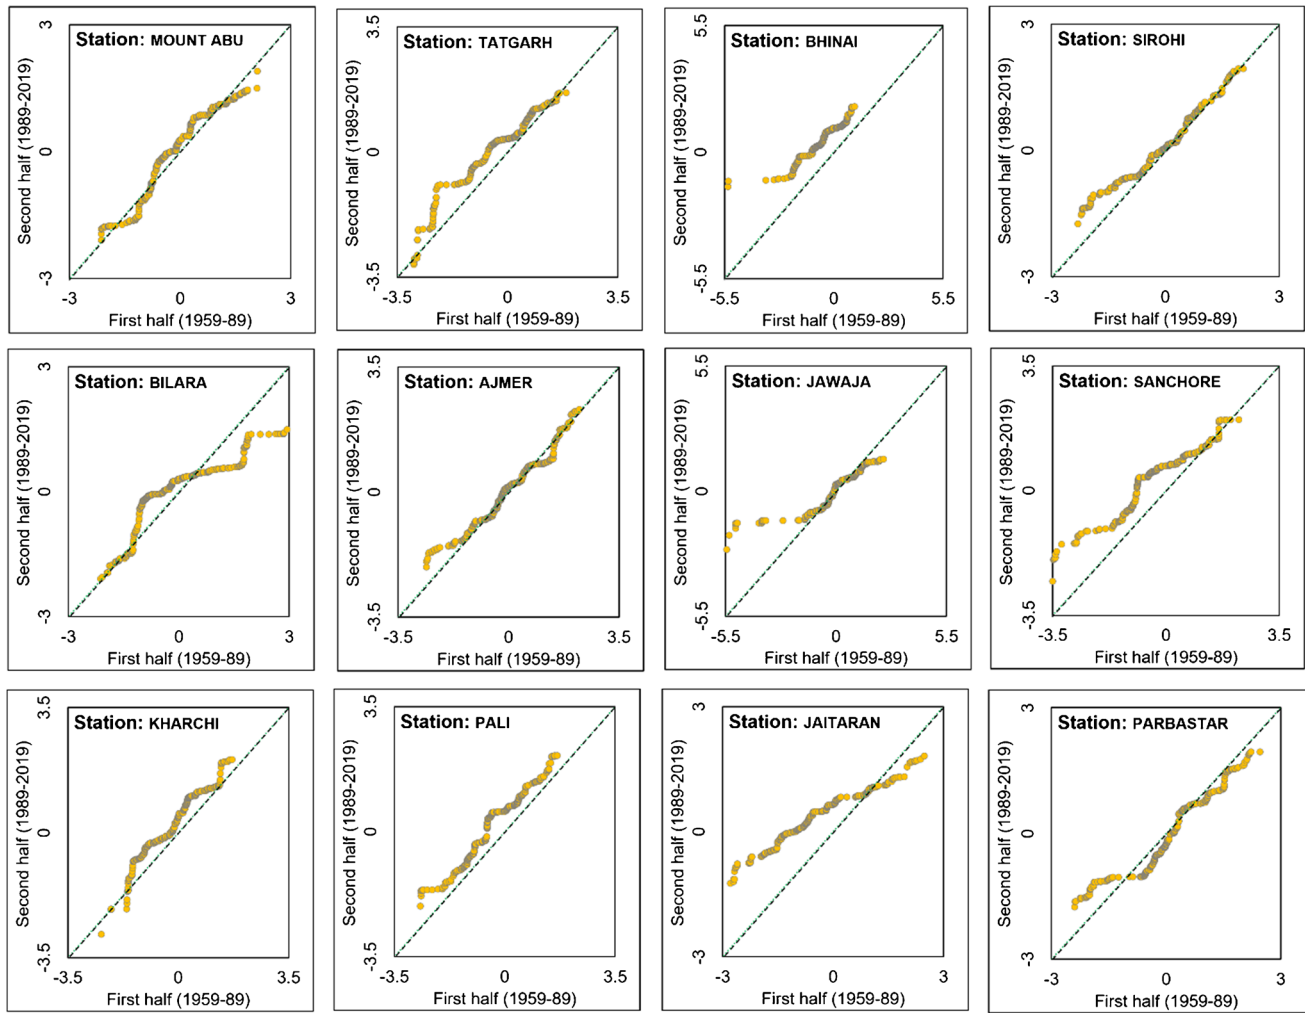 Station: MOUNT ABU
3
0
-3
Second half (1989-2019)
-3
0
3
First half (1959-89)
Station: TATGARH
3.5
0
-3.5
Second half (1989-2019)
-3.5
0
3.5
First half (1959-89)
Station: BHINAI
5.5
0
-5.5
Second half (1989-2019)
-5.5
0
5.5
First half (1959-89)
Station: SIROHI
3
0
-3
Second half (1989-2019)
-3
0
3
First half (1959-89)
Station: BILARA
3
0
-3
Second half (1989-2019)
-3
0
3
First half (1959-89)
Station: AJMER
3.5
0
-3.5
Second half (1989-2019)
-3.5
0
3.5
First half (1959-89)
Station: JAWAJA
5.5
0
-5.5
Second half (1989-2019)
-5.5
0
5.5
First half (1959-89)
Station: SANCHORE
3.5
0
-3.5
Second half (1989-2019)
-3.5
0
3.5
First half (1959-89)
Station: KHARCHI
3.5
0
-3.5
Second half (1989-2019)
-3.5
0
3.5
First half (1959-89)
Station: PALI
3.5
0
-3.5
Second half (1989-2019)
-3.5
0
3.5
First half (1959-89)
Station: JAITARAN
3
0
-3
Second half (1989-2019)
-3
0
3
First half (1959-89)
Station: PARBASTAR
3
0
-3
Second half (1989-2019)
-3
0
3
First half (1959-89)